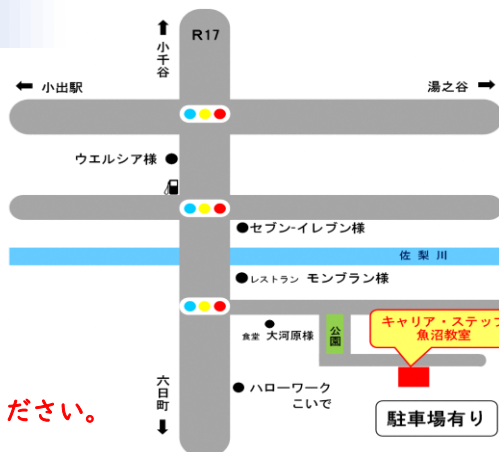 小千谷
R17
小出駅
湯之谷
ウエルシア様
セブン-イレブン様
佐梨川
レストラン モンブラン様
食堂 大河原様
公園
キャリア・ステップ
魚沼教室
六日町
ハローワーク
こいで
ださい。
駐車場有り